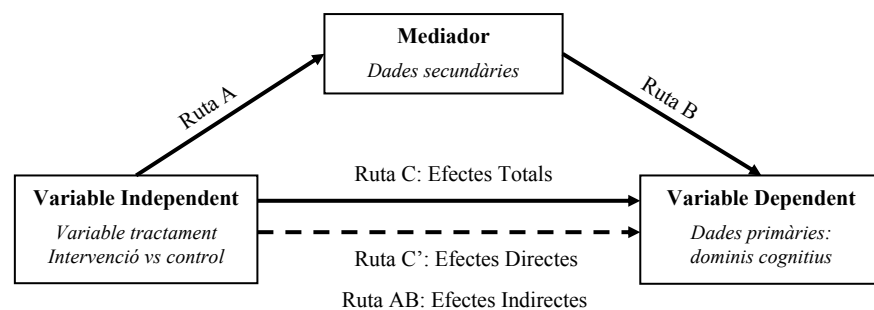 Mediador
Dades secundàries
Ruta A
Ruta B
Ruta C: Efectes Totals
Variable Independent
Variable tractament
Intervenció vs control
Variable Dependent
Dades primàries:
dominis cognitius
Ruta C’: Efectes Directes
Ruta AB: Efectes Indirectes